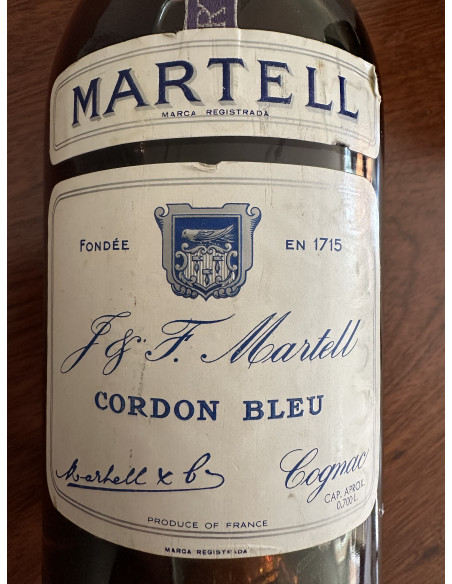 MARTELL
MARCA REGISTRADA
FONDÉE EN 1715
J & F. Martell
CORDON BLEU
Martell & Co
Cognac
CAP. APROX.
0,700 L.
PRODUCE OF FRANCE
MARCA REGISTRADA